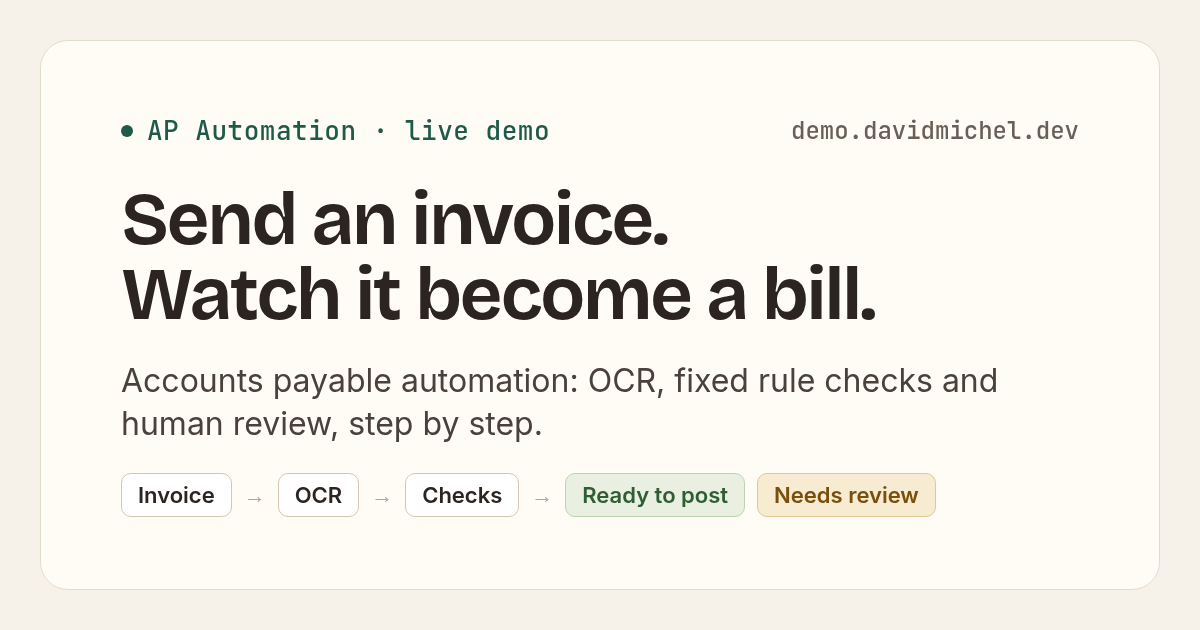 AP Automation · live demo
demo.davidmichel.dev
Send an invoice.
Watch it become a bill.
Accounts payable automation: OCR, fixed rule checks and
human review, step by step.
Invoice → OCR → Checks → Ready to post Needs review